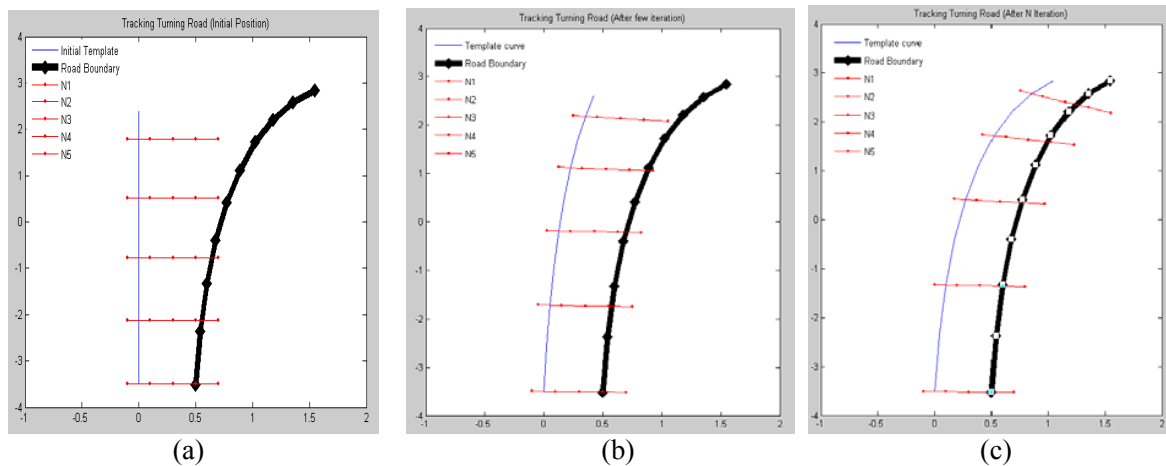 Tracking Turning Road (Initial Position)
4
3
2
1
0
-1
-2
-3
-4
-1
-0.5
0
0.5
1
1.5
2
Initial Template
Road Boundary
N1
N2
N3
N4
N5
(a)
Tracking Turning Road (After few iteration)
4
3
2
1
0
-1
-2
-3
-4
-1
-0.5
0
0.5
1
1.5
2
Template curve
Road Boundary
N1
N2
N3
N4
N5
(b)
Tracking Turning Road (After N Iteration)
4
3
2
1
0
-1
-2
-3
-4
-1
-0.5
0
0.5
1
1.5
2
Template curve
Road Boundary
N1
N2
N3
N4
N5
(c)